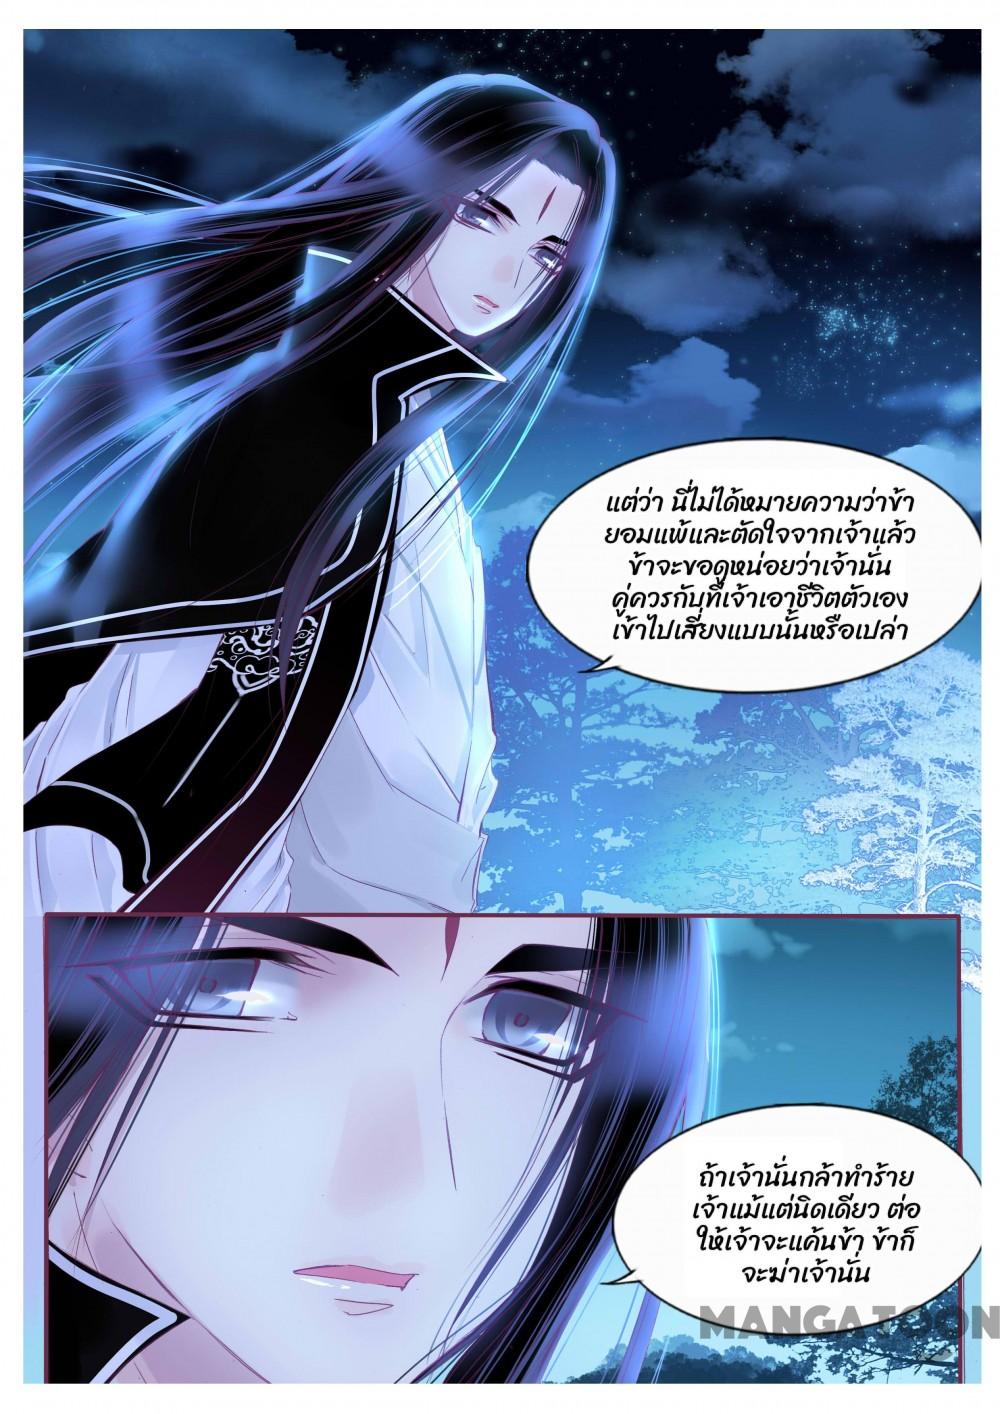 แต่ว่า นี่ไม่ได้หมายความว่าข้า
ยอมแพ้และตัดใจจากเจ้าแล้ว
ข้าจะขอดูหน่อยว่าเจ้านั่น
คู่ควรกับที่เจ้าเอาชีวิตตัวเอง
เข้าไปเสี่ยงแบบนั้นหรือเปล่า
ถ้าเจ้านั่นกล้าทำร้าย
เจ้าแม้แต่นิดเดียว ต่อ
ให้เจ้าจะแค้นข้า ข้าก็
จะฆ่าเจ้านั่น
MANGATOON